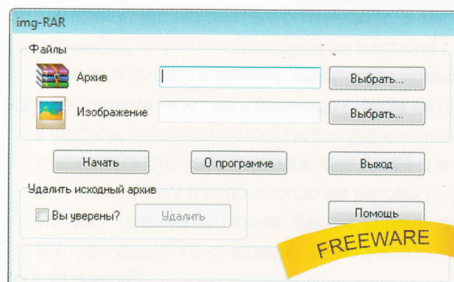 img-RAR
Файлы
Архив Выбрать...
Изображение Выбрать...
Начать О программе Выход
Удалить исходный архив
Вы уверены? Удалить Помощь
FREEWARE